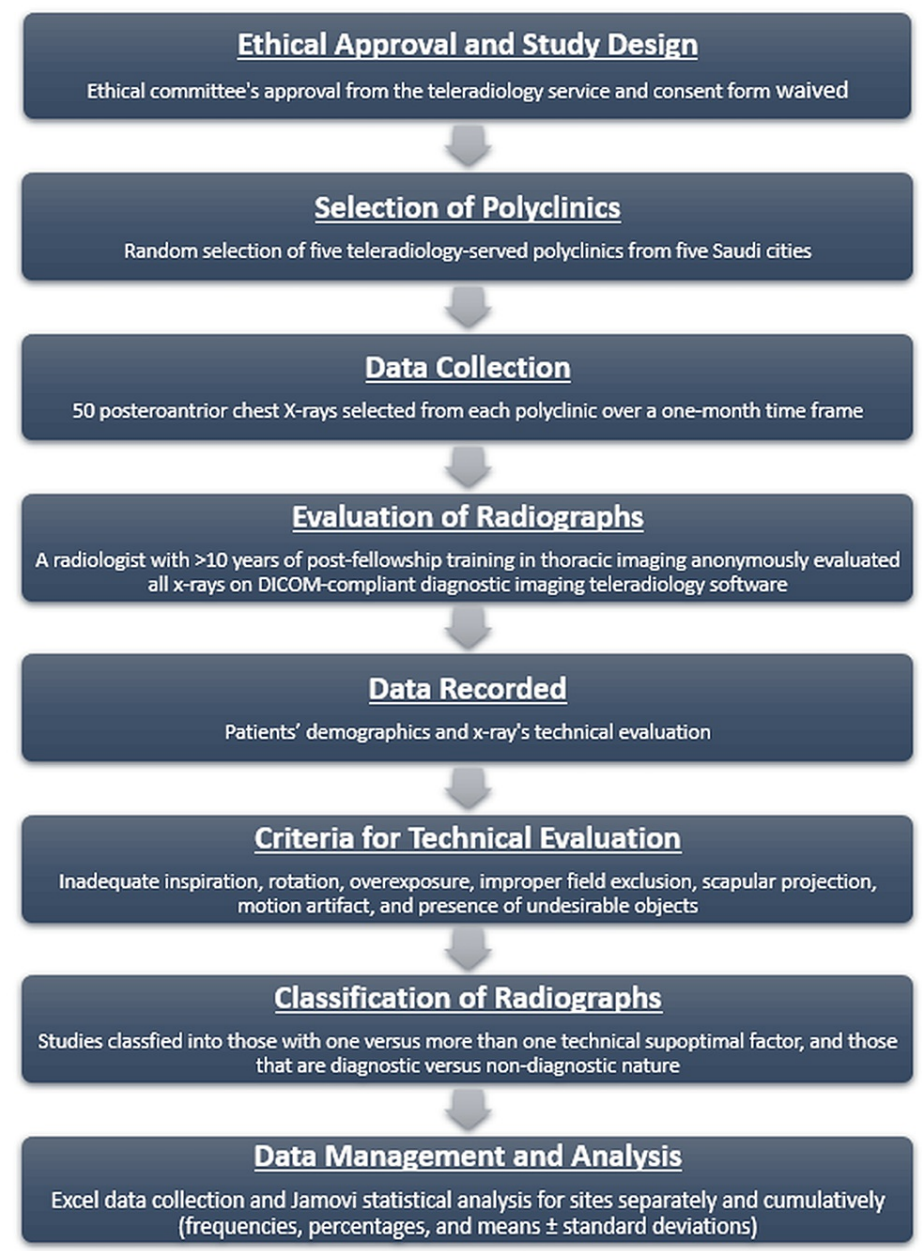 Ethical Approval and Study Design
Ethical committee's approval from the teleradiology service and consent form waived
Selection of Polyclinics
Random selection of five teleradiology-served polyclinics from five Saudi cities
Data Collection
50 posteroantrior chest X-rays selected from each polyclinic over a one-month time frame
Evaluation of Radiographs
A radiologist with >10 years of post-fellowship training in thoracic imaging anonymously evaluated
all x-rays on DICOM-compliant diagnostic imaging teleradiology software
Data Recorded
Patients’ demographics and x-ray's technical evaluation
Criteria for Technical Evaluation
Inadequate inspiration, rotation, overexposure, improper field exclusion, scapular projection,
motion artifact, and presence of undesirable objects
Classification of Radiographs
Studies classfied into those with one versus more than one technical supoptimal factor, and those
that are diagnostic versus non-diagnostic nature
Data Management and Analysis
Excel data collection and Jamovi statistical analysis for sites separately and cumulatively
(frequencies, percentages, and means ± standard deviations)